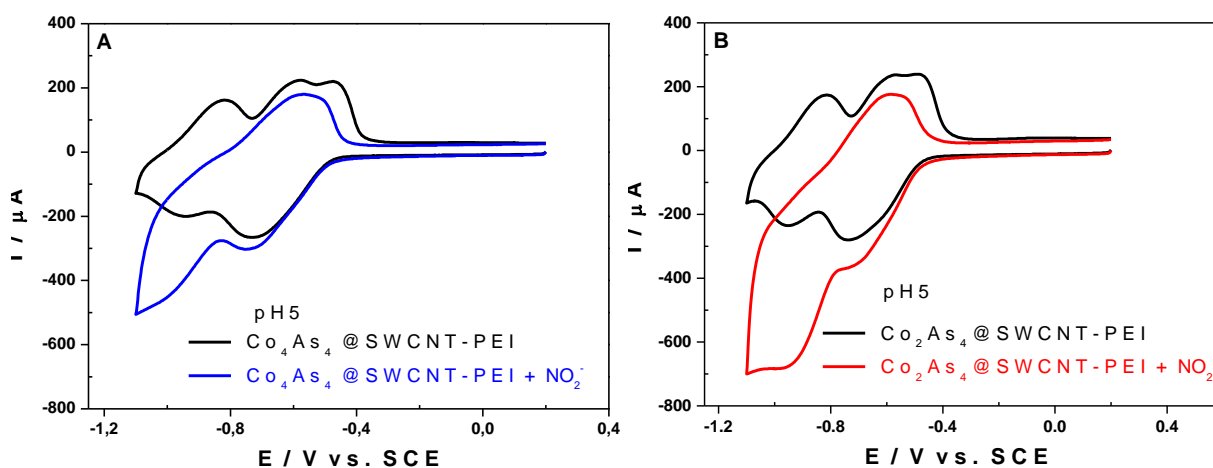 A
400
200
0
-200
-400
-600
-800
I / µA
pH5
Co₄As₄@SWCNT-PEI
Co₄As₄@SWCNT-PEI + NO₂⁻
-1,2 -0,8 -0,4 0,0 0,4
E / V vs. SCE
B
400
200
0
-200
-400
-600
-800
I / µA
pH5
Co₂As₄@SWCNT-PEI
Co₂As₄@SWCNT-PEI + NO₂
-1.2 -0.8 -0.4 0.0 0.4
E / V vs. SCE